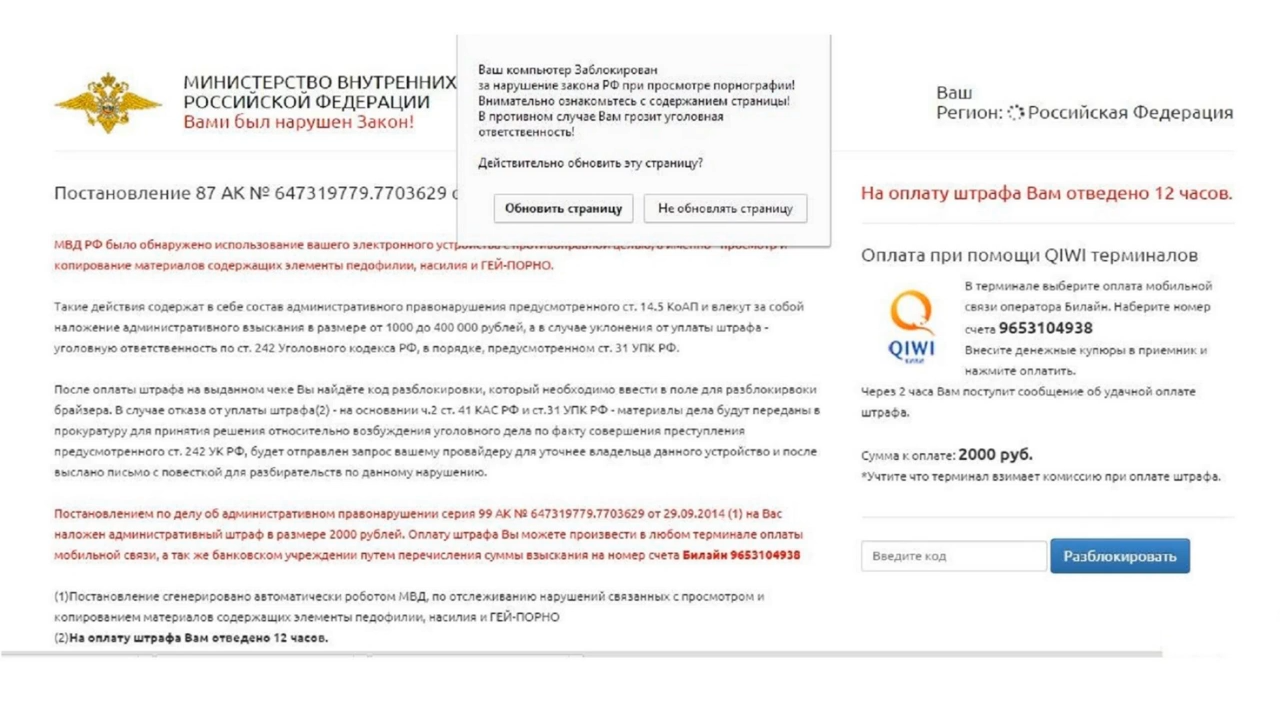 МИНИСТЕРСТВО ВНУТРЕННИХ
РОССИЙСКОЙ ФЕДЕРАЦИИ
Вами был нарушен Закон!
Ваш компьютер Заблокирован
за нарушение закона РФ при просмотре порнографии!
Внимательно ознакомьтесь с содержанием страницы!
В противном случае Вам грозит уголовная
ответственность!
Действительно обновить эту страницу?
Обновить страницу
Не обновлять страницу
Ваш
Регион: Российская Федерация
Постановление 87 АК № 647319779.7703629
МВД РФ было обнаружено использование вашего электронного
копирование материалов содержащих элементы педофилии, насилия и ГЕЙ-ПОРНО.
Такие действия содержат в себе состав административного правонарушения предусмотренного ст. 14.5 КоАП и влекут за собой
наложение административного взыскания в размере от 1000 до 400 000 рублей, а в случае уклонения от уплаты штрафа -
уголовную ответственность по ст. 242 Уголовного кодекса РФ, в порядке, предусмотренном ст. 31 УПК РФ.
После оплаты штрафа на выданном чеке Вы найдёте код разблокировки, который необходимо ввести в поле для разблокирвоки
брайзера. В случае отказа от уплаты штрафа(2) - на основании ч.2 ст. 41 КАС РФ и ст.31 УПК РФ - материалы дела будут переданы в
прокуратуру для принятия решения относительно возбуждения уголовного дела по факту совершения преступления
предусмотренного ст. 242 УК РФ, будет отправлен запрос вашему провайдеру для уточнее владельца данного устройство и после
выслано письмо с повесткой для разбирательств по данному нарушению.
Постановлением по делу об административном правонарушении серия 99 АК № 647319779.7703629 от 29.09.2014 (1) на Вас
наложен административный штраф в размере 2000 рублей. Оплату штрафа Вы можете произвести в любом терминале оплаты
мобильной связи, а так же банковском учреждении путем перечисления суммы взыскания на номер счета Билайн 9653104938
(1)Постановление сгенерировано автоматически роботом МВД, по отслеживанию нарушений связанных с просмотром и
копированием материалов содержащих элементы педофилии, насилия и ГЕЙ-ПОРНО
(2)На оплату штрафа Вам отведено 12 часов.
На оплату штрафа Вам отведено 12 часов.
Оплата при помощи QIWI терминалов
QIWI
В терминале выберите оплата мобильной
связи оператора Билайн. Наберите номер
счета 9653104938
Внесите денежные купюры в приемник и
нажмите оплатить.
Через 2 часа Вам поступит сообщение об удачной оплате
штрафа.
Сумма к оплате: 2000 руб.
*Учтите что терминал взимает комиссию при оплате штрафа.
Введите код
Разблокировать